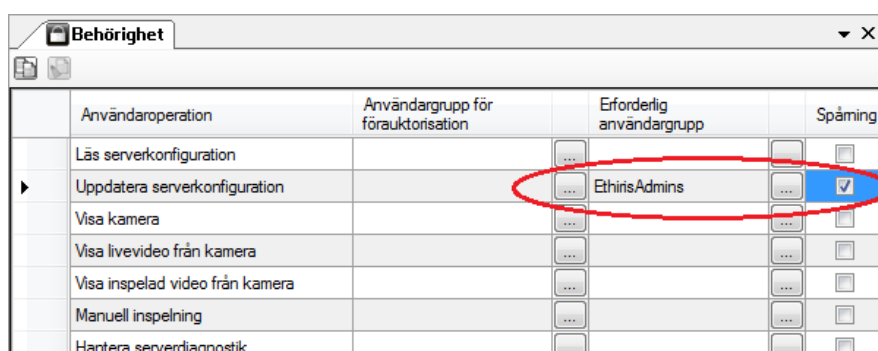 Behörighet
Användaroperation Användargrupp för förauktorisation Erforderlig användargrupp Spårning
Läs serverkonfiguration ... ...
Uppdatera serverkonfiguration ... EthirisAdmins ...
Visa kamera ... ...
Visa livevideo från kamera ... ...
Visa inspelad video från kamera ... ...
Manuell inspelning ... ...
Hantera serverdiagnostik